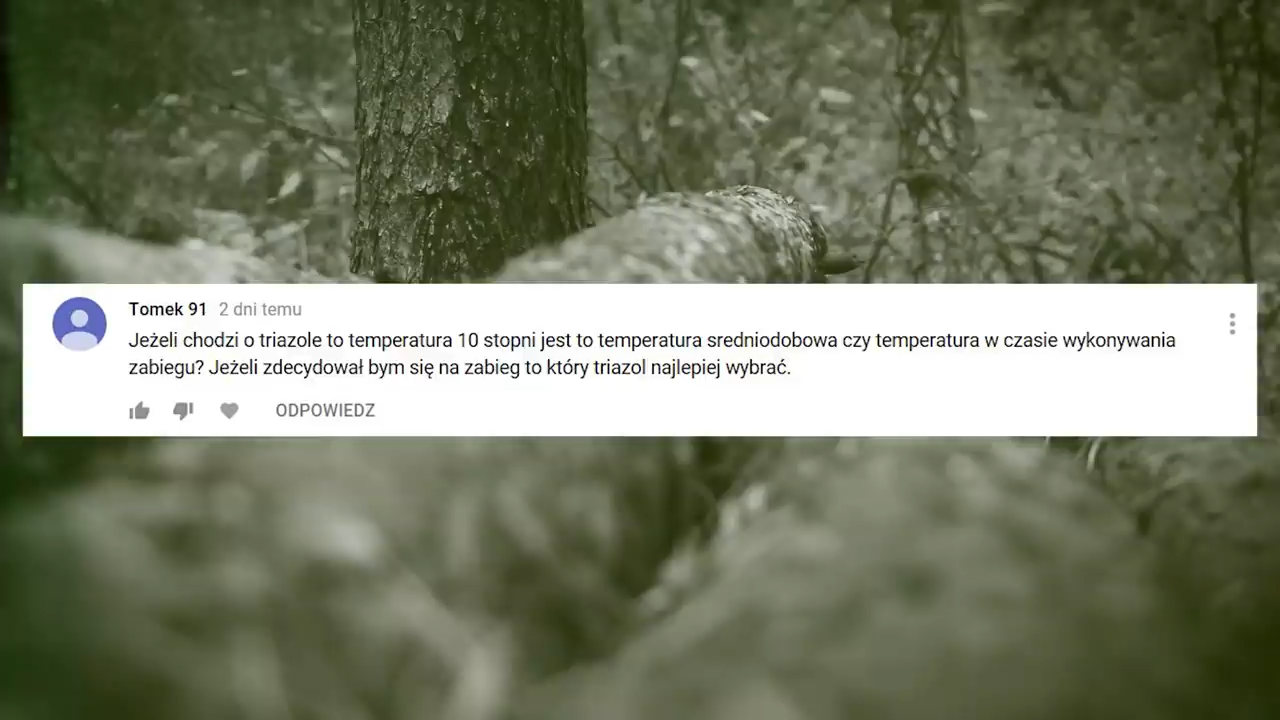 Tomek 91 2 dni temu
Jeżeli chodzi o triazole to temperatura 10 stopni jest to temperatura sredniodobowa czy temperatura w czasie wykonywania
zabiegu? Jeżeli zdecydował bym się na zabieg to który triazol najlepiej wybrać.
ODPOWIEDZ